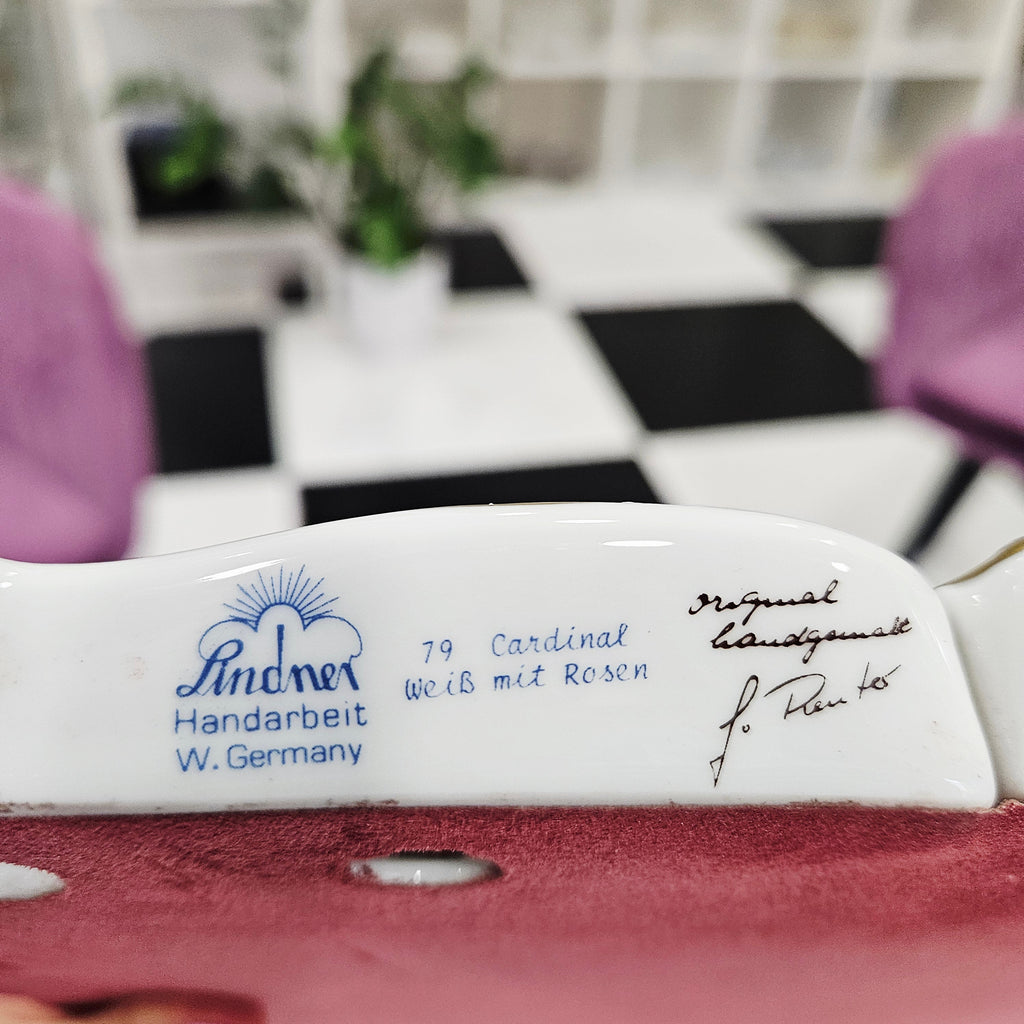 Lindner
Handarbeit
W. Germany
79 Cardinal
Weiß mit Rosen
original
handgemalt